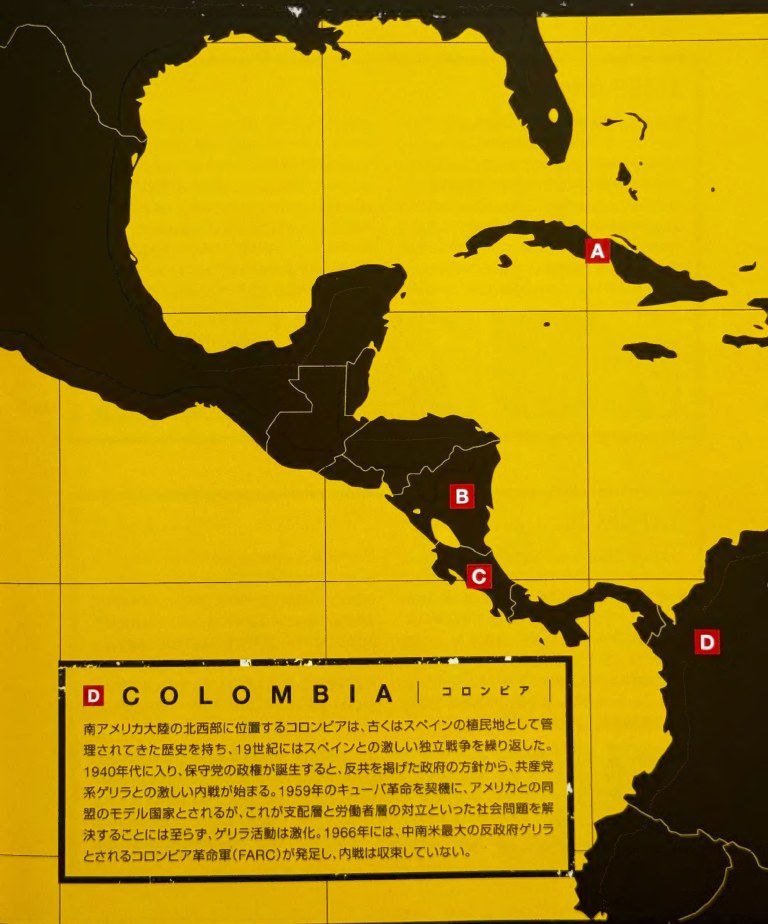 A
B
C
D
D COLOMBIA | コロンビア |
南アメリカ大陸の北西部に位置するコロンビアは、古くはスペインの植民地として管
理されてきた歴史を持ち、19世紀にはスペインとの激しい独立戦争を繰り返した。
1940年代に入り、保守党の政権が誕生すると、反共を掲げた政府の方針から、共産党
系ゲリラとの激しい内戦が始まる。1959年のキューバ革命を契機に、アメリカとの同
盟のモデル国家とされるが、これが支配層と労働者層の対立といった社会問題を解
決することには至らず、ゲリラ活動は激化。1966年には、中南米最大の反政府ゲリラ
とされるコロンビア革命軍(FARC)が発足し、内戦は収束していない。